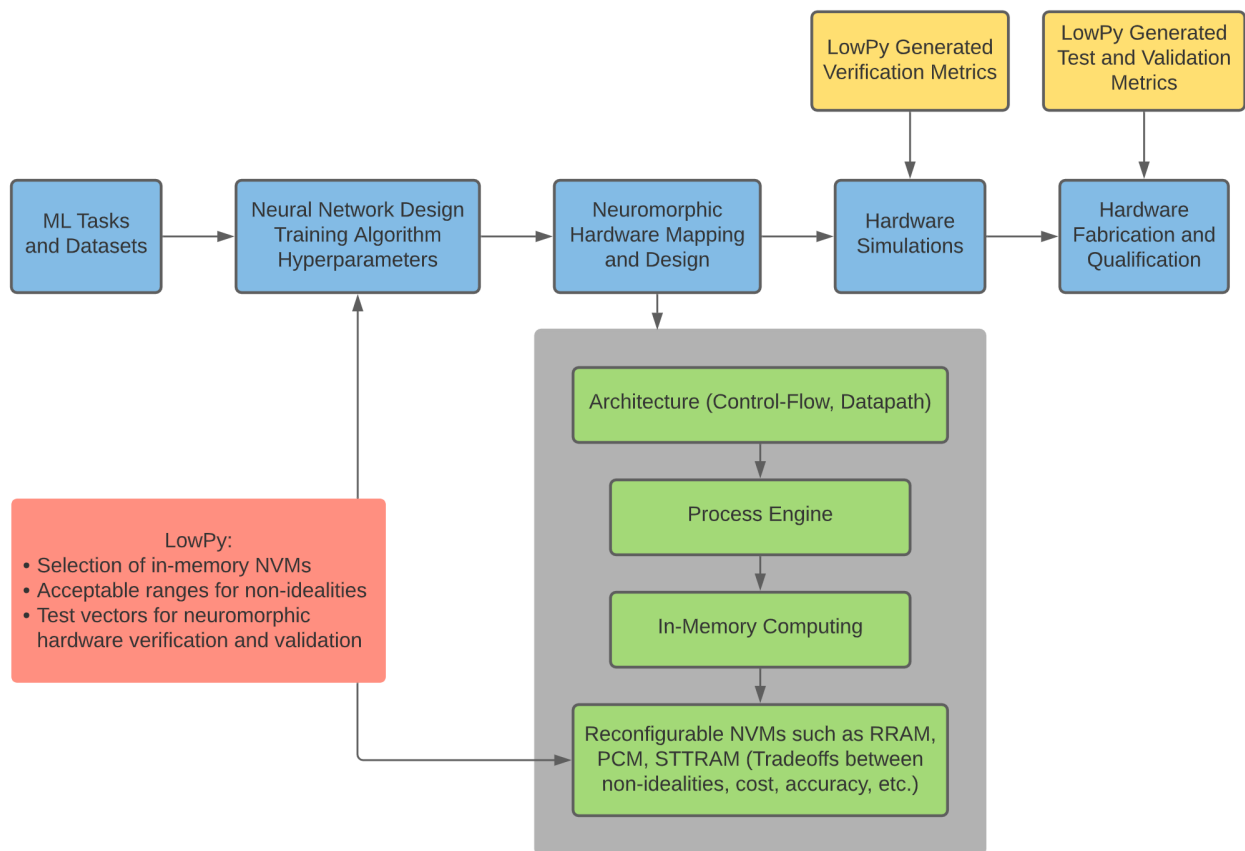 LowPy Generated
Verification Metrics
LowPy Generated
Test and Validation
Metrics
ML Tasks
and Datasets
Neural Network Design
Training Algorithm
Hyperparameters
Neuromorphic
Hardware Mapping
and Design
Hardware
Simulations
Hardware
Fabrication and
Qualification
Architecture (Control-Flow, Datapath)
Process Engine
In-Memory Computing
Reconfigurable NVMs such as RRAM,
PCM, STTRAM (Tradeoffs between
non-idealities, cost, accuracy, etc.)
LowPy:
• Selection of in-memory NVMs
• Acceptable ranges for non-idealities
• Test vectors for neuromorphic
hardware verification and validation